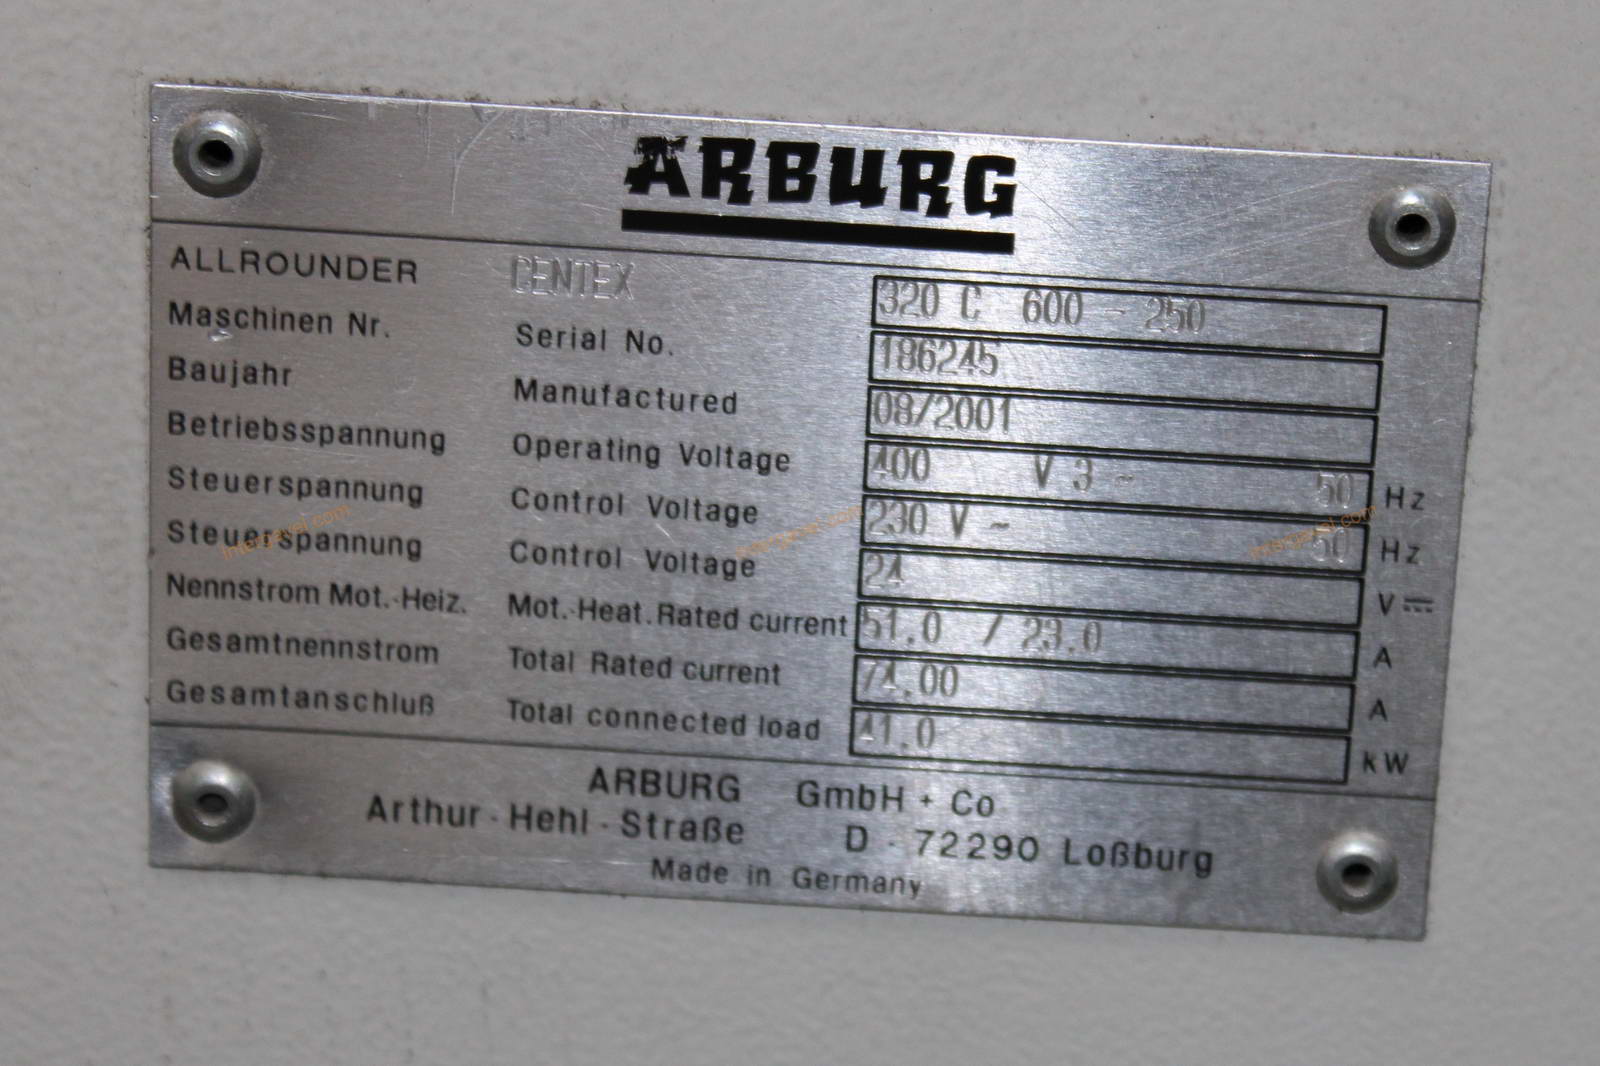 ARBURG
ALLROUNDER CENTEX 320 C 600 - 250
Maschinen Nr. Serial No. 186245
Baujahr Manufactured 08/2001
Betriebsspannung Operating Voltage 400 V 3 ~ 50 Hz
Steuerspannung Control Voltage 230 V ~ 50 Hz
Steuerspannung Control Voltage 24 V ⎓
Nennstrom Mot.-Heiz. Mot.-Heat. Rated current 51.0 / 23.0 A
Gesamtnennstrom Total Rated current 74.00 A
Gesamtanschluß Total connected load 41.0 kW
ARBURG GmbH + Co
Arthur - Hehl - Straße D - 72290 Loßburg
Made in Germany